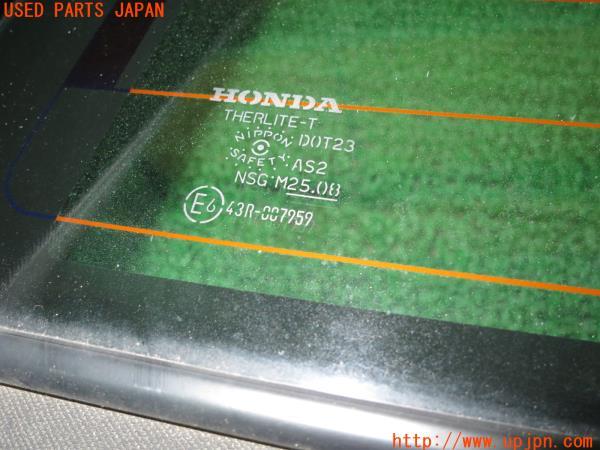 USED PARTS JAPAN
HONDA
THERLITE-T
NIPPON SAFETY
DOT23
AS2
NSG M25.08
E6 43R-007959
http://www.upjpn.com